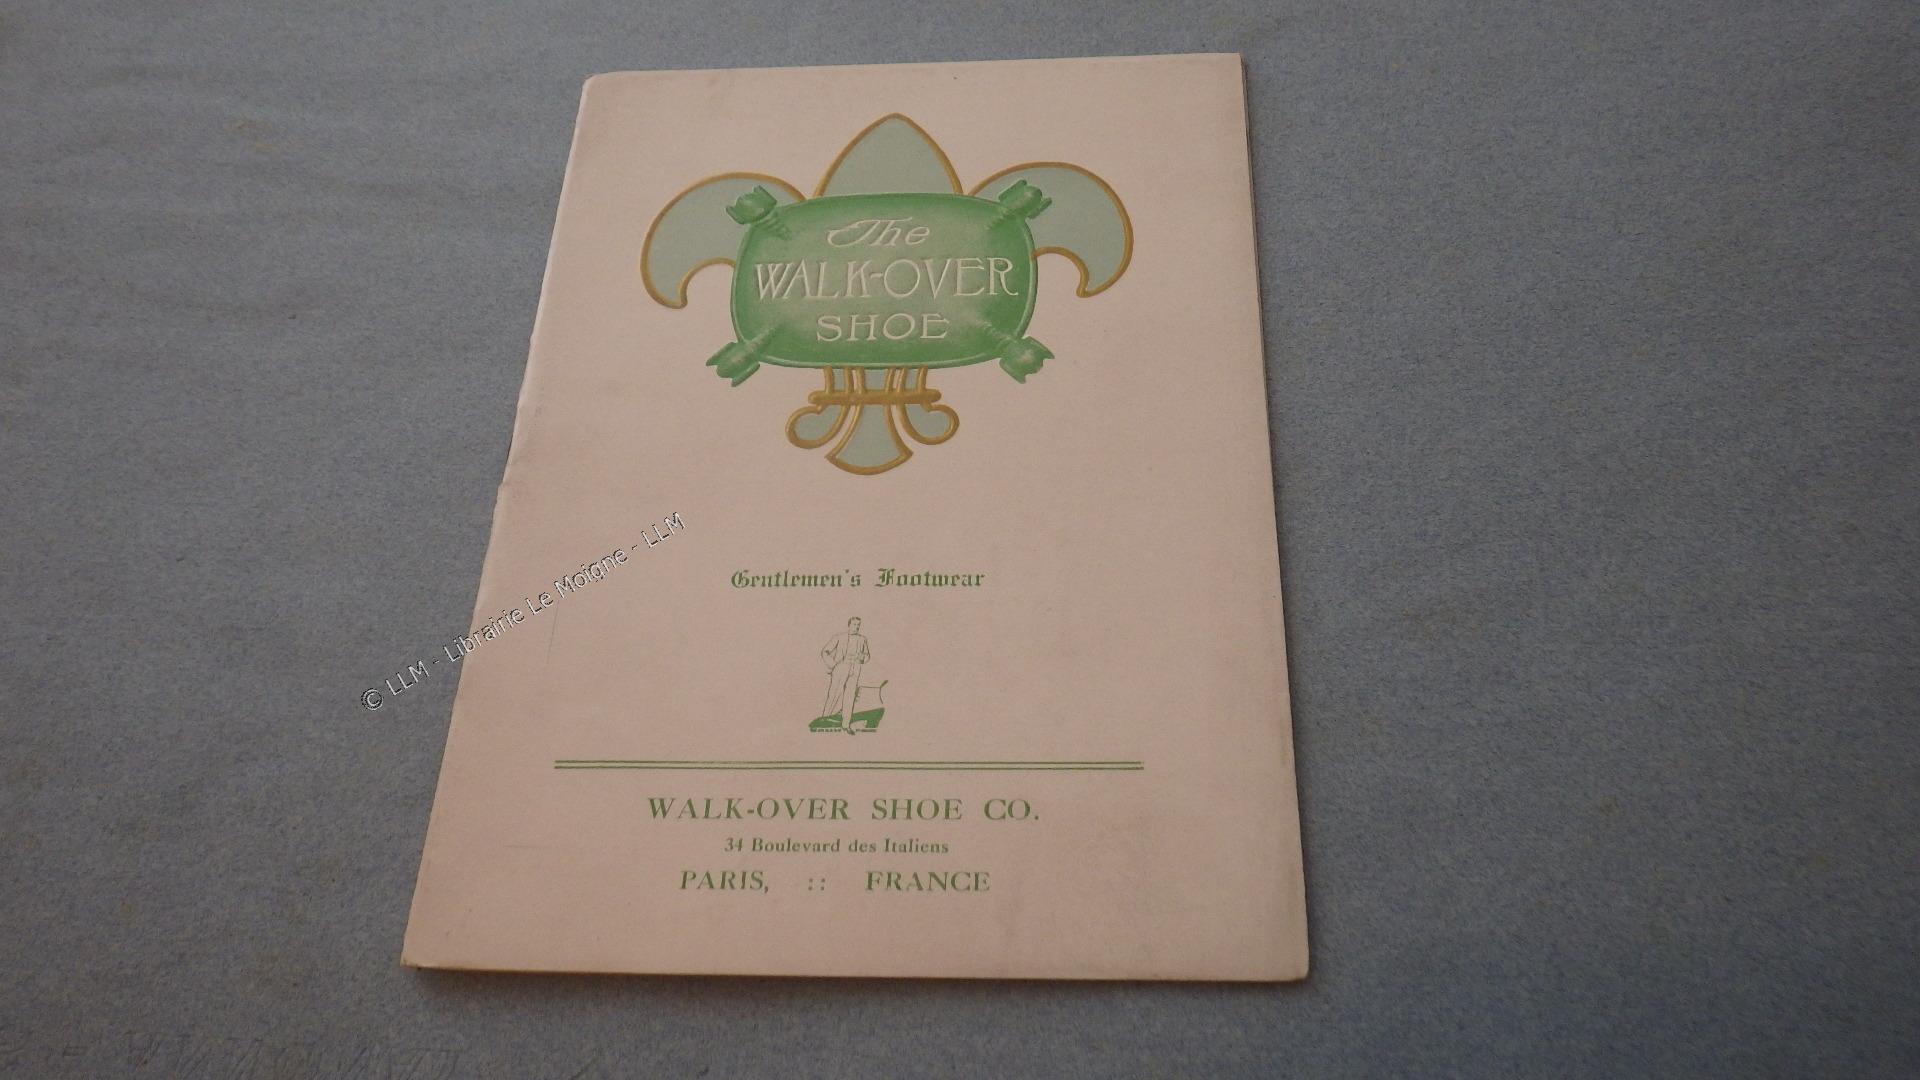 The
WALK-OVER
SHOE
Gentlemen's Footwear
WALK-OVER SHOE CO.
34 Boulevard des Italiens
PARIS, :: FRANCE
© LLM - Librairie Le Moigne - LLM